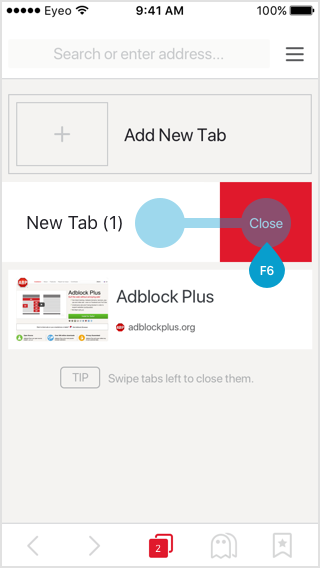 Eyeo 9:41 AM 100%
Search or enter address...
Add New Tab
New Tab (1)
Close
F6
Adblock Plus
ABP adblockplus.org
TIP Swipe tabs left to close them.
2